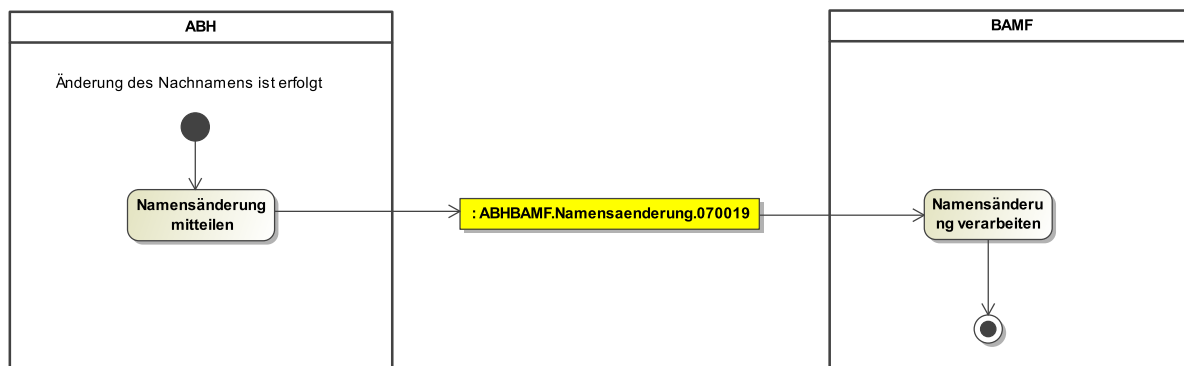 ABH
BAMF
Änderung des Nachnamens ist erfolgt
Namensänderung
mitteilen
: ABHBAMF.Namensaenderung.070019
Namensänderu
ng verarbeiten